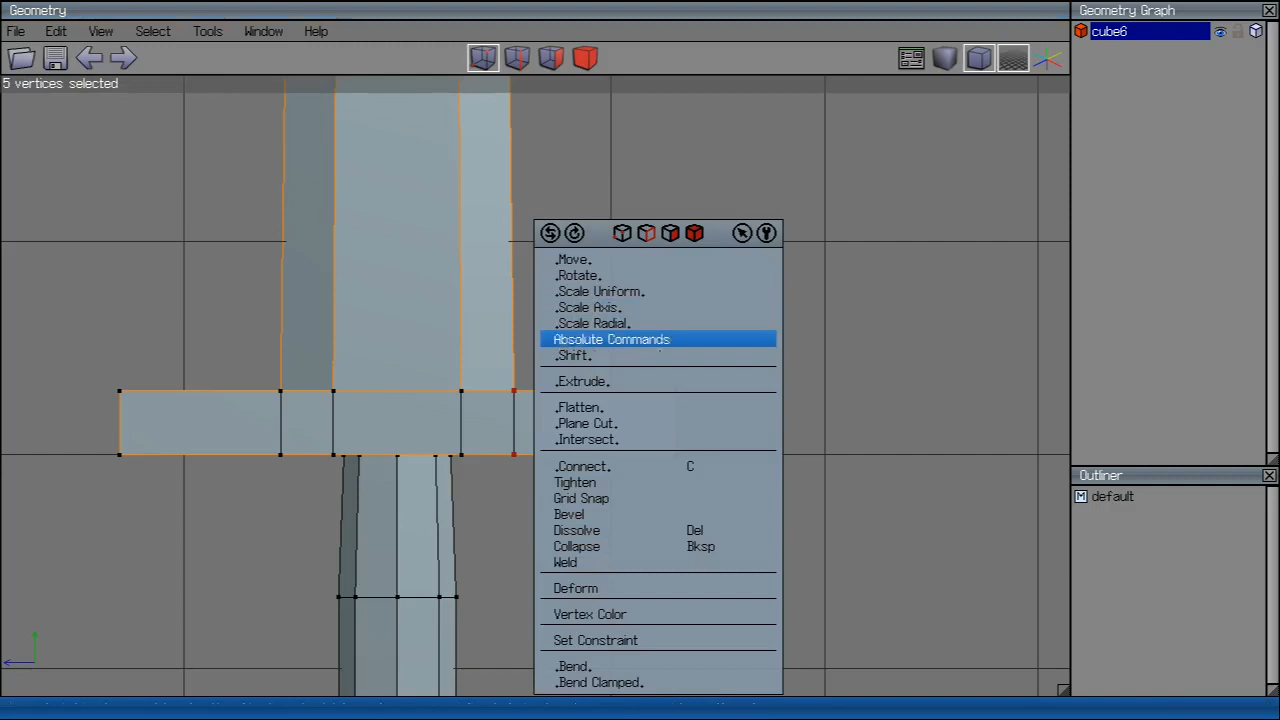 Geometry
Geometry Graph
File Edit View Select Tools Window Help
cube6
5 vertices selected
.Move.
.Rotate.
.Scale Uniform.
.Scale Axis.
.Scale Radial.
Absolute Commands
.Shift.
.Extrude.
.Flatten.
.Plane Cut.
.Intersect.
.Connect. C
Tighten
Grid Snap
Bevel
Dissolve Del
Collapse Bksp
Weld
Deform
Vertex Color
Set Constraint
.Bend.
.Bend Clamped.
Outliner
M default